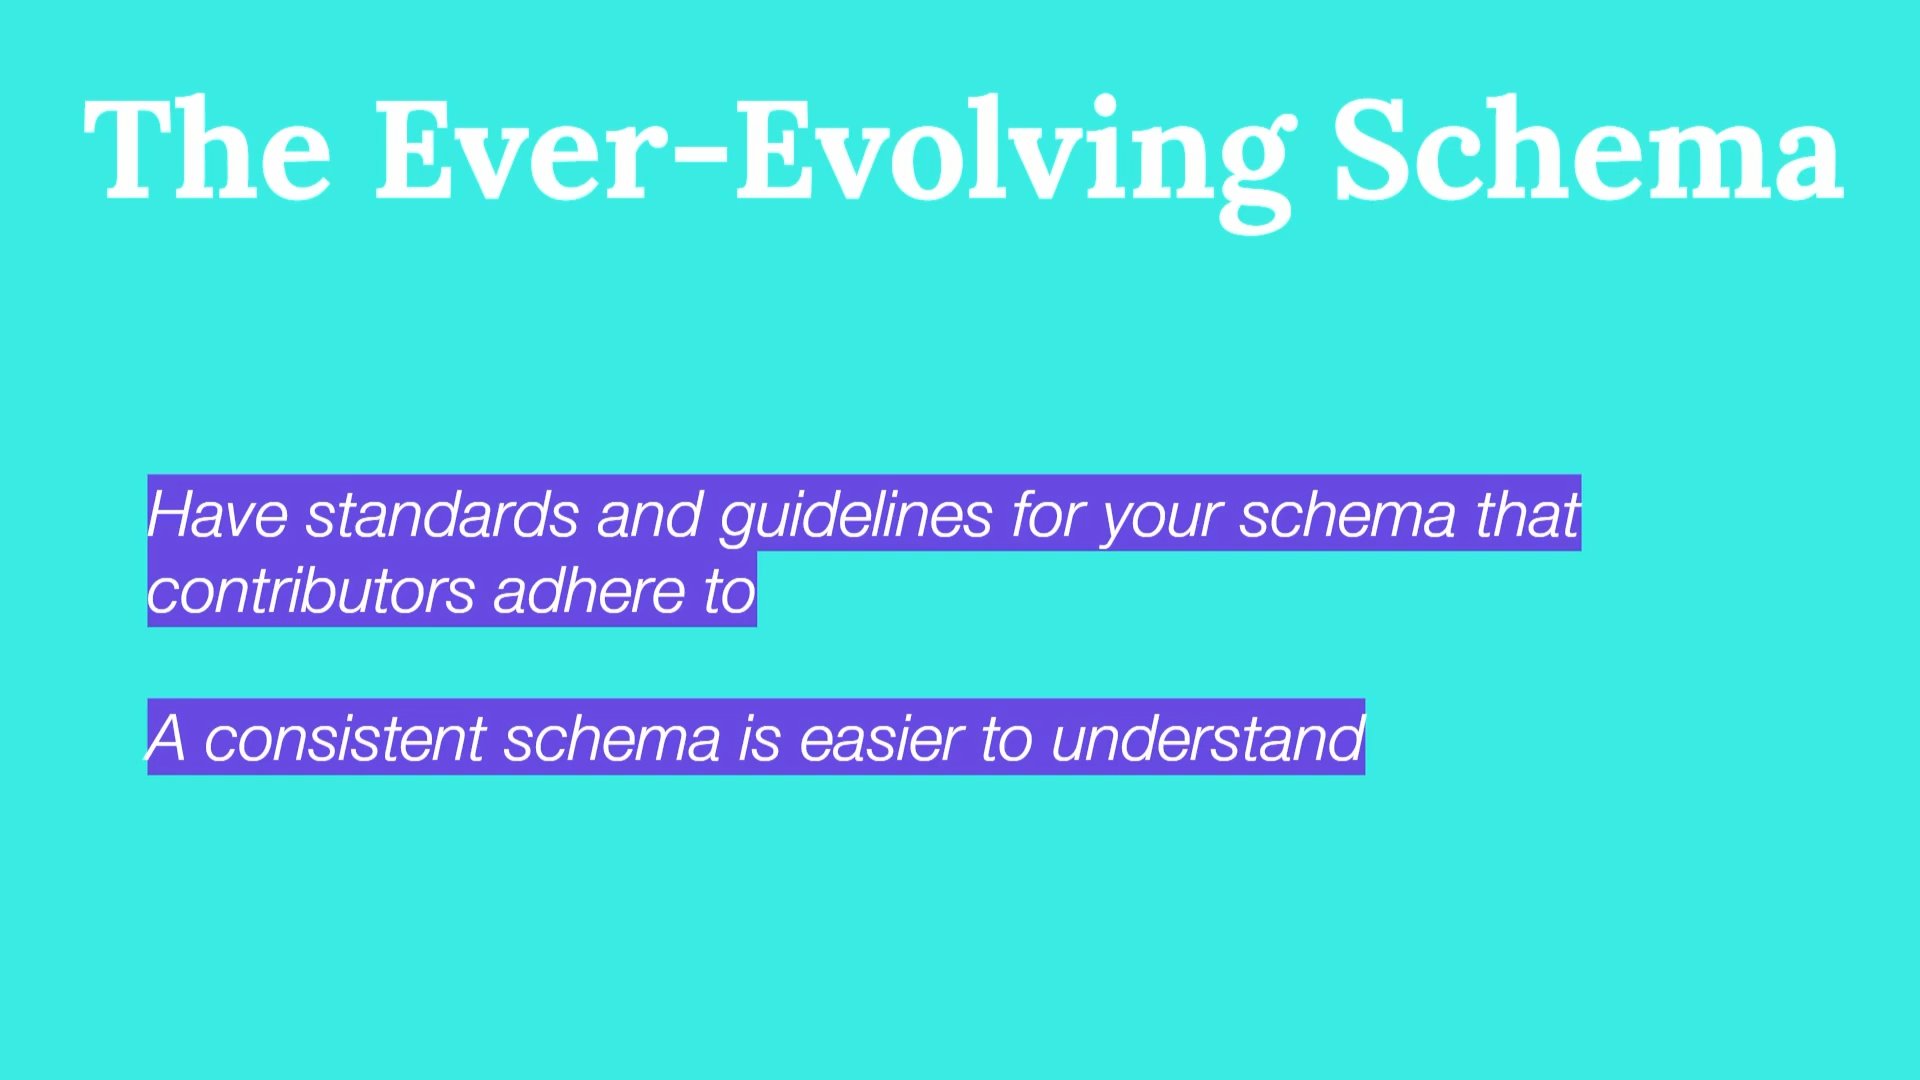 The Ever-Evolving Schema
Have standards and guidelines for your schema that
contributors adhere to
A consistent schema is easier to understand